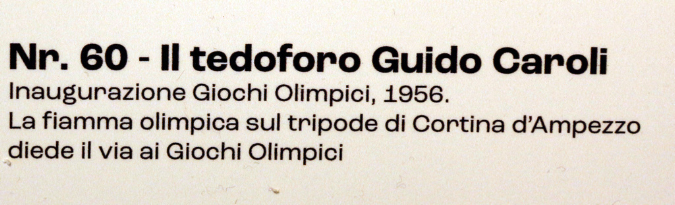 Nr. 60 - Il tedoforo Guido Caroli
Inaugurazione Giochi Olimpici, 1956.
La fiamma olimpica sul tripode di Cortina d'Ampezzo
diede il via ai Giochi Olimpici